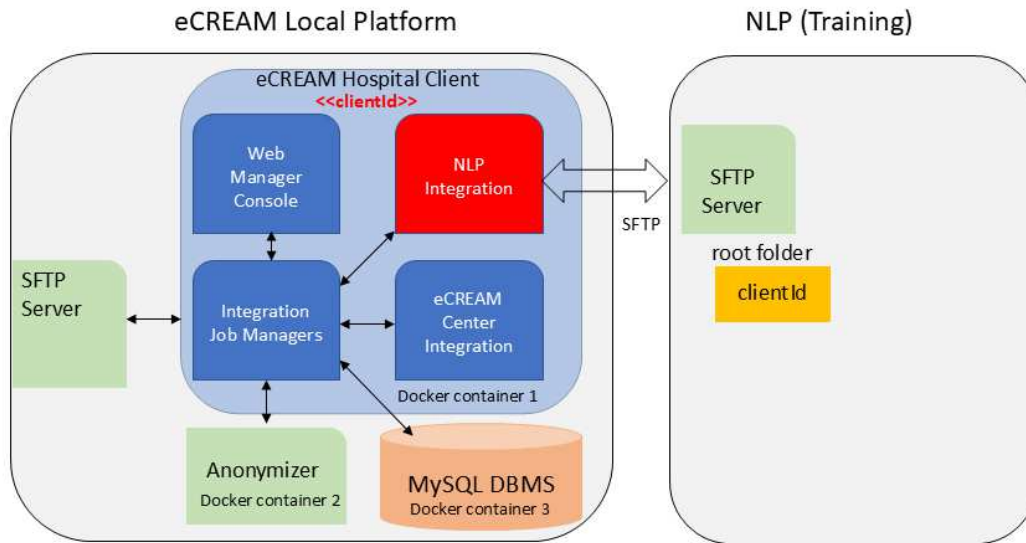 eCREAM Local Platform
NLP (Training)
eCREAM Hospital Client
<<clientId>>
Web
Manager
Console
NLP
Integration
SFTP
SFTP
Server
root folder
clientId
SFTP
Server
Integration
Job Managers
eCREAM
Center
Integration
Docker container 1
Anonymizer
Docker container 2
MySQL DBMS
Docker container 3